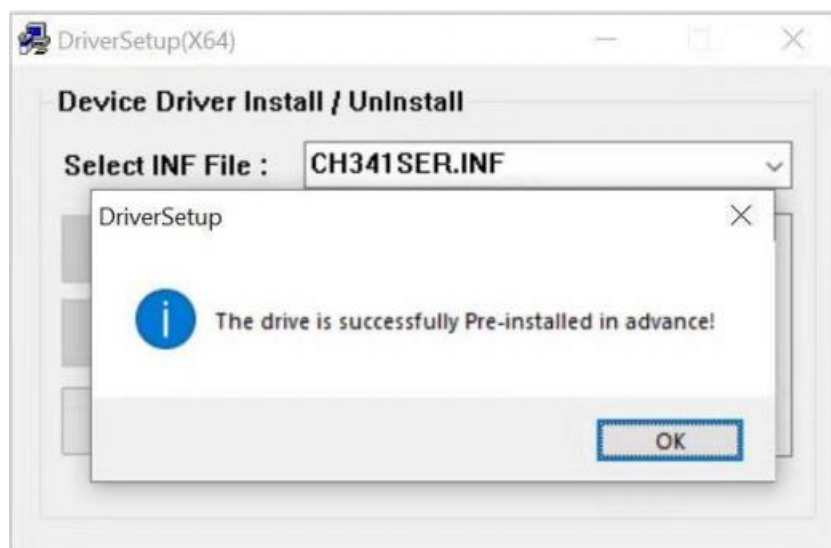 DriverSetup(X64)
Device Driver Install / UnInstall
Select INF File :
CH341SER.INF
DriverSetup
The drive is successfully Pre-installed in advance!
OK